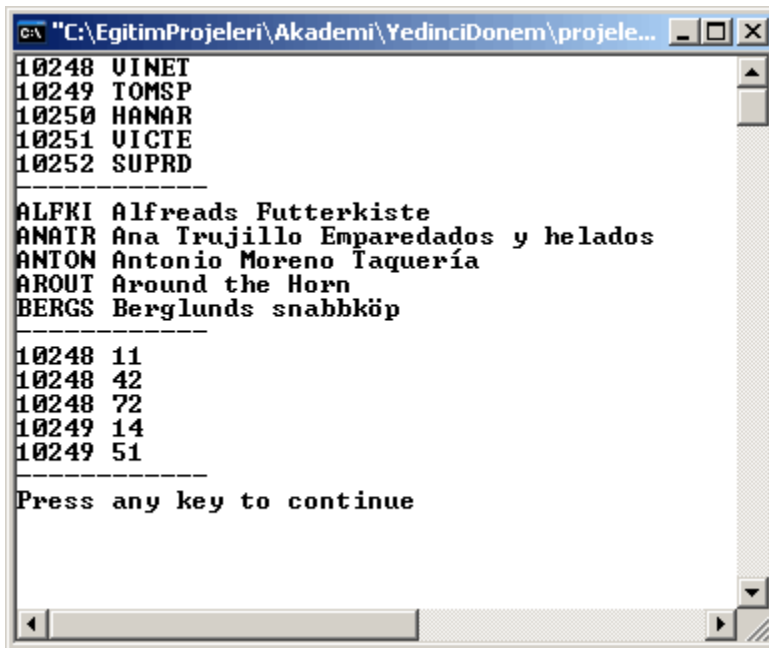 "C:\EgitimProjeleri\Akademi\YedinciDonem\projele...
10248 VINET
10249 TOMSP
10250 HANAR
10251 VICTE
10252 SUPRD
------------
ALFKI Alfreads Futterkiste
ANATR Ana Trujillo Emparedados y helados
ANTON Antonio Moreno Taquería
AROUT Around the Horn
BERGS Berglunds snabbköp
------------
10248 11
10248 42
10248 72
10249 14
10249 51
------------
Press any key to continue